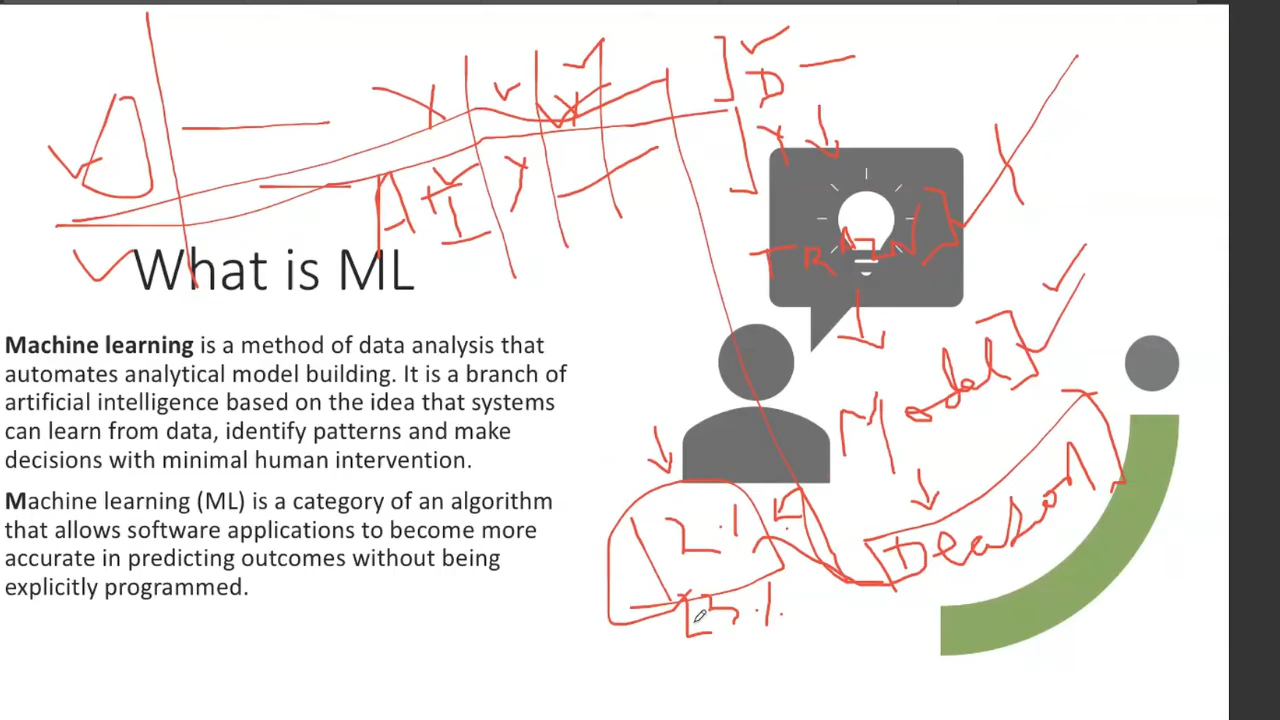 X
Y
D
Y
A
I
TRAIN
What is ML
Machine learning is a method of data analysis that
automates analytical model building. It is a branch of
artificial intelligence based on the idea that systems
can learn from data, identify patterns and make
decisions with minimal human intervention.
Machine learning (ML) is a category of an algorithm
that allows software applications to become more
accurate in predicting outcomes without being
explicitly programmed.
Model